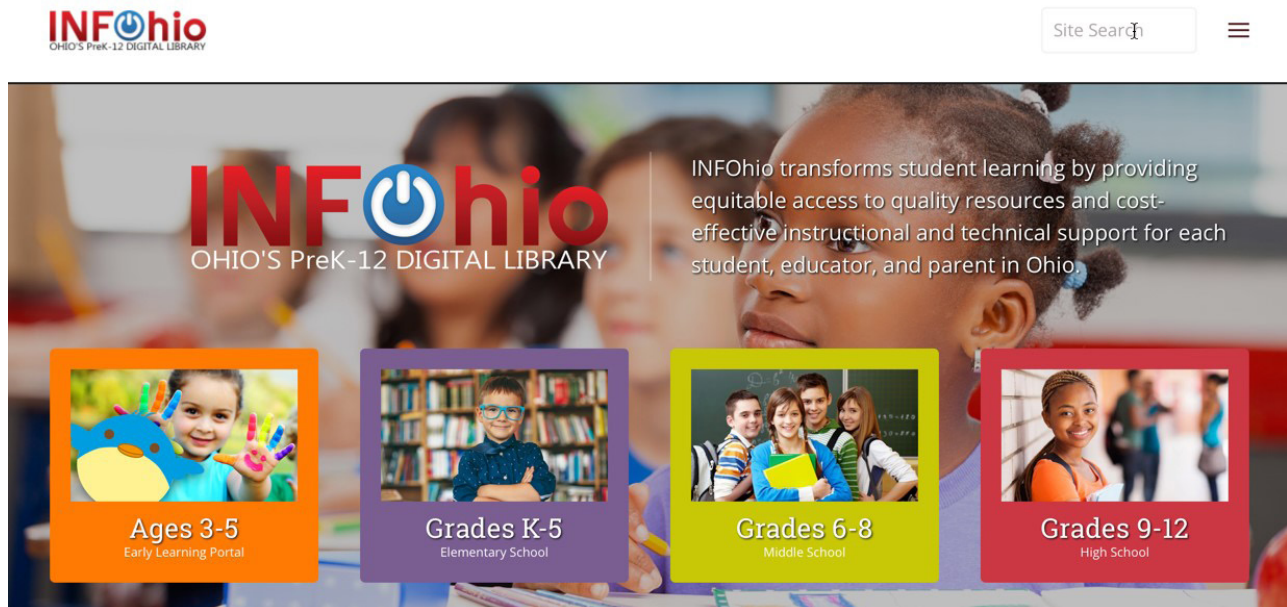 INFOhio
OHIO'S PreK-12 DIGITAL LIBRARY
Site Search
INFOhio
OHIO'S PreK-12 DIGITAL LIBRARY
INFOhio transforms student learning by providing
equitable access to quality resources and cost-
effective instructional and technical support for each
student, educator, and parent in Ohio.
Ages 3-5
Early Learning Portal
Grades K-5
Elementary School
Grades 6-8
Middle School
Grades 9-12
High School